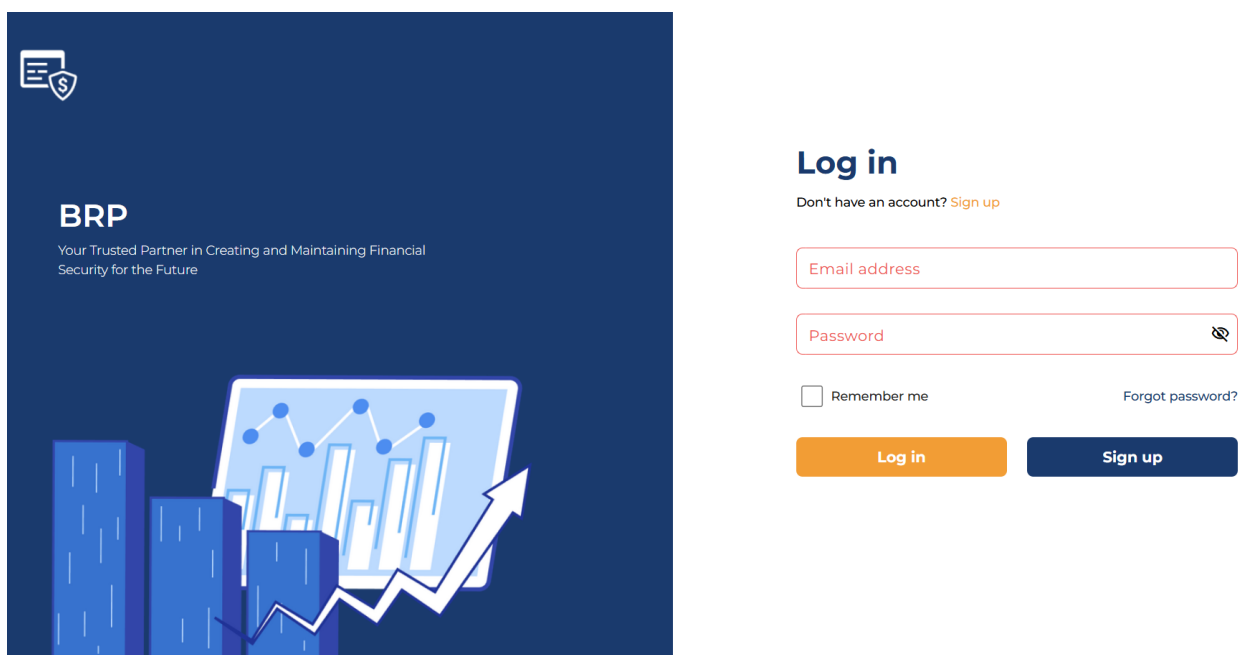 $
BRP
Your Trusted Partner in Creating and Maintaining Financial
Security for the Future
Log in
Don't have an account? Sign up
Email address
Password
Remember me
Forgot password?
Log in
Sign up